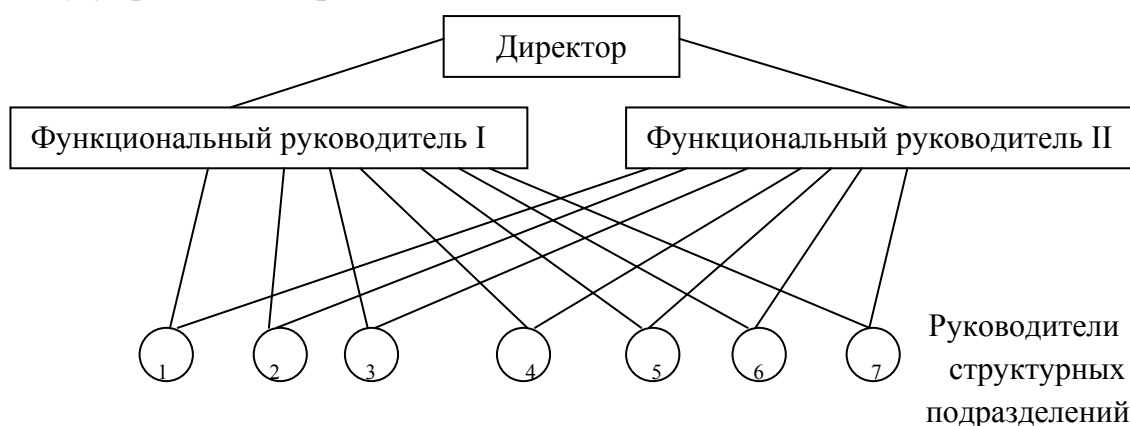 Директор
Функциональный руководитель I
Функциональный руководитель II
1 2 3 4 5 6 7
Руководители
структурных
подразделений